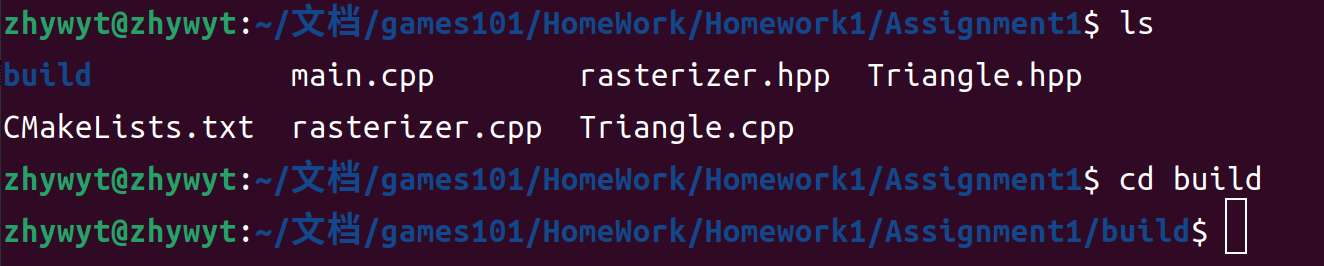 zhywyt@zhywyt:~/文档/games101/HomeWork/Homework1/Assignment1$ ls
build main.cpp rasterizer.hpp Triangle.hpp
CMakeLists.txt rasterizer.cpp Triangle.cpp
zhywyt@zhywyt:~/文档/games101/HomeWork/Homework1/Assignment1$ cd build
zhywyt@zhywyt:~/文档/games101/HomeWork/Homework1/Assignment1/build$